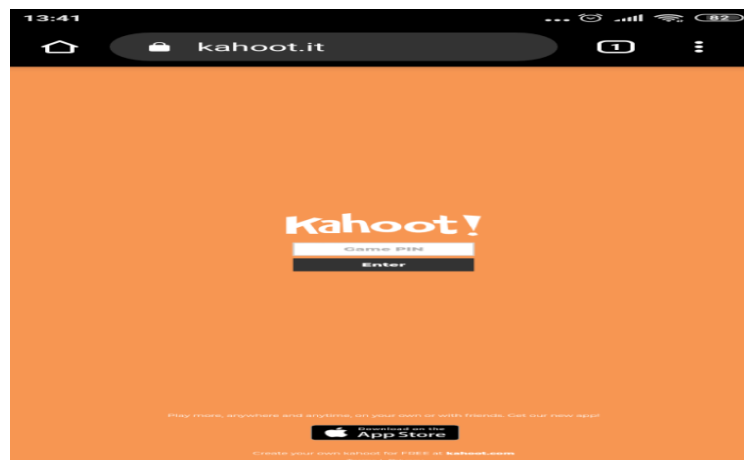 13:41
82
kahoot.it
1
Kahoot!
Game PIN
Enter
Play more, anywhere and anytime, on your own or with friends. Get our new app!
Download on the
App Store
Create your own kahoot for FREE at kahoot.com